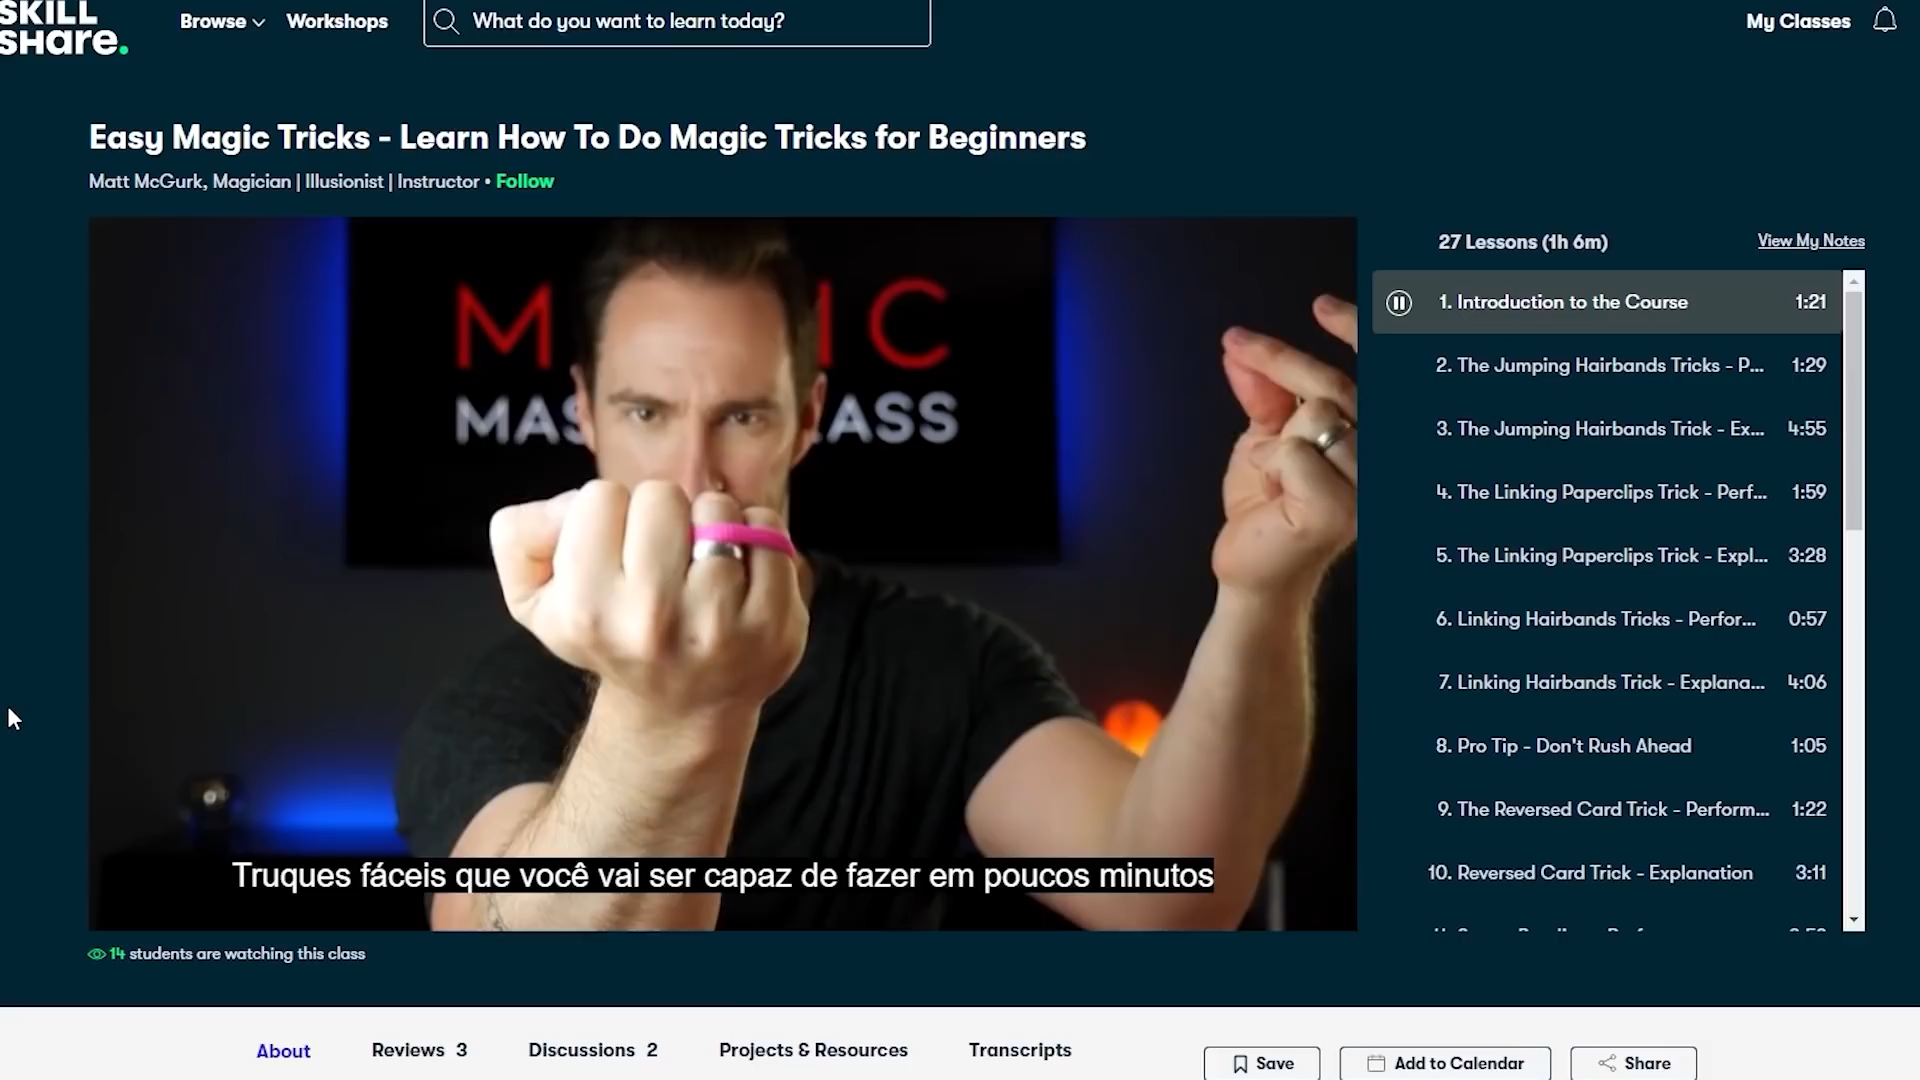 SKILL
SHare.
Browse
Workshops
What do you want to learn today?
My Classes
Easy Magic Tricks - Learn How To Do Magic Tricks for Beginners
Matt McGurk, Magician | Illusionist | Instructor • Follow
27 Lessons (1h 6m)
View My Notes
1. Introduction to the Course 1:21
2. The Jumping Hairbands Tricks - P... 1:29
3. The Jumping Hairbands Trick - Ex... 4:55
4. The Linking Paperclips Trick - Perf... 1:59
5. The Linking Paperclips Trick - Expl... 3:28
6. Linking Hairbands Tricks - Perfor... 0:57
7. Linking Hairbands Trick - Explana... 4:06
8. Pro Tip - Don't Rush Ahead 1:05
9. The Reversed Card Trick - Perform... 1:22
10. Reversed Card Trick - Explanation 3:11
M IC
MAS LASS
Truques fáceis que você vai ser capaz de fazer em poucos minutos
14 students are watching this class
About
Reviews 3
Discussions 2
Projects & Resources
Transcripts
Save
Add to Calendar
Share